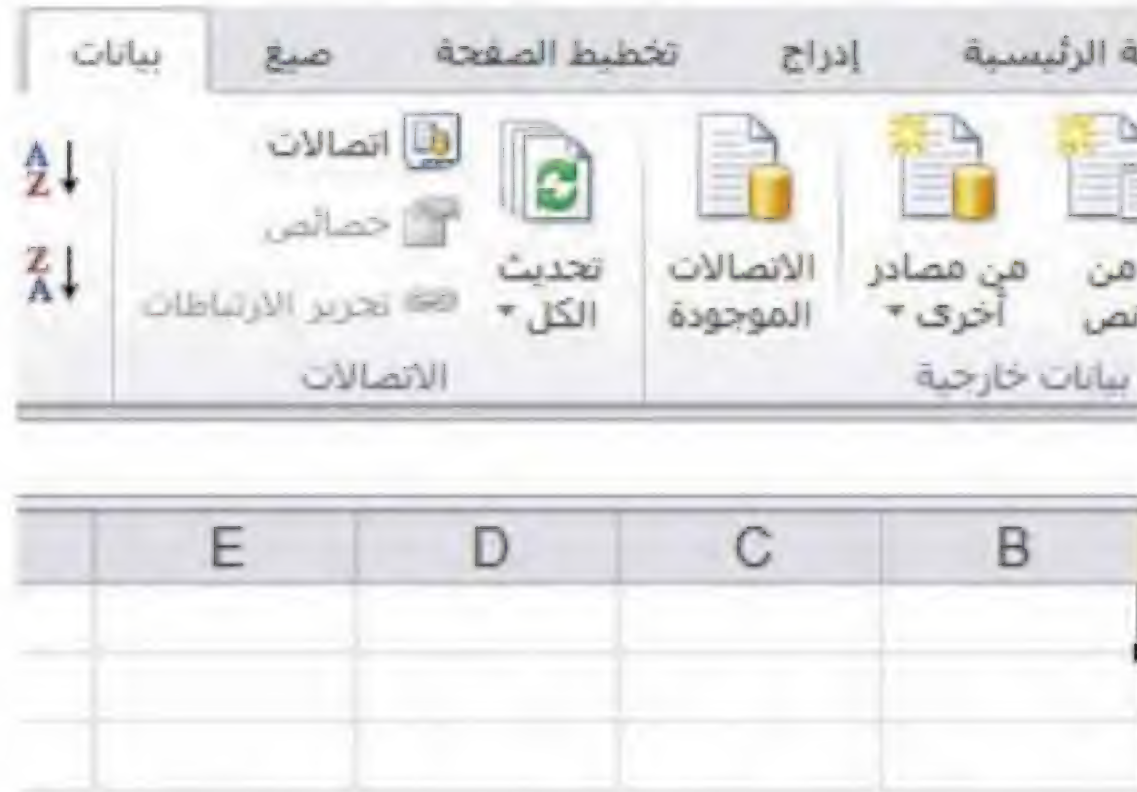 ة الرئيسية إدراج تخطيط الصفحة صيغ بيانات
من نص
من مصادر أخرى
الاتصالات الموجودة
بيانات خارجية
تحديث الكل
اتصالات
خصائص
تحرير الارتباطات
الاتصالات
A Z
Z A
B C D E